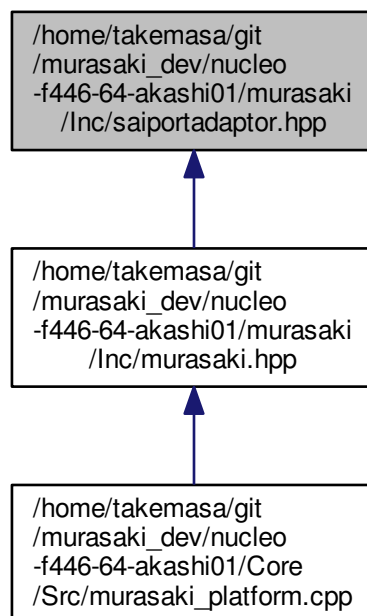 /home/takemasa/git
/murasaki_dev/nucleo
-f446-64-akashi01/murasaki
/Inc/saiportadaptor.hpp
/home/takemasa/git
/murasaki_dev/nucleo
-f446-64-akashi01/murasaki
/Inc/murasaki.hpp
/home/takemasa/git
/murasaki_dev/nucleo
-f446-64-akashi01/Core
/Src/murasaki_platform.cpp